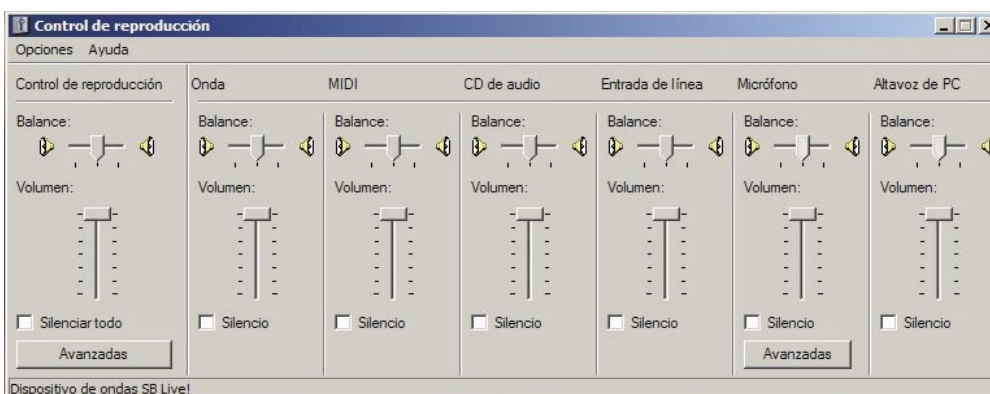 Control de reproducción
Opciones Ayuda
Control de reproducción Onda MIDI CD de audio Entrada de línea Micrófono Altavoz de PC
Balance: Balance: Balance: Balance: Balance: Balance: Balance:
Volumen: Volumen: Volumen: Volumen: Volumen: Volumen: Volumen:
Silenciar todo Silencio Silencio Silencio Silencio Silencio Silencio
Avanzadas Avanzadas
Dispositivo de ondas SB Live!